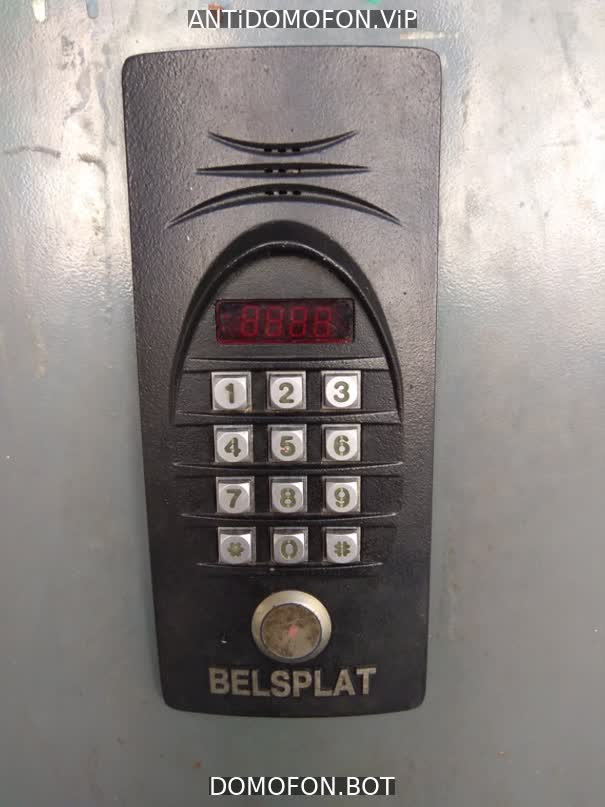 ANTiDOMOFON.ViP
8888
1 2 3
4 5 6
7 8 9
* 0 #
BELSPLAT
DOMOFON.BOT